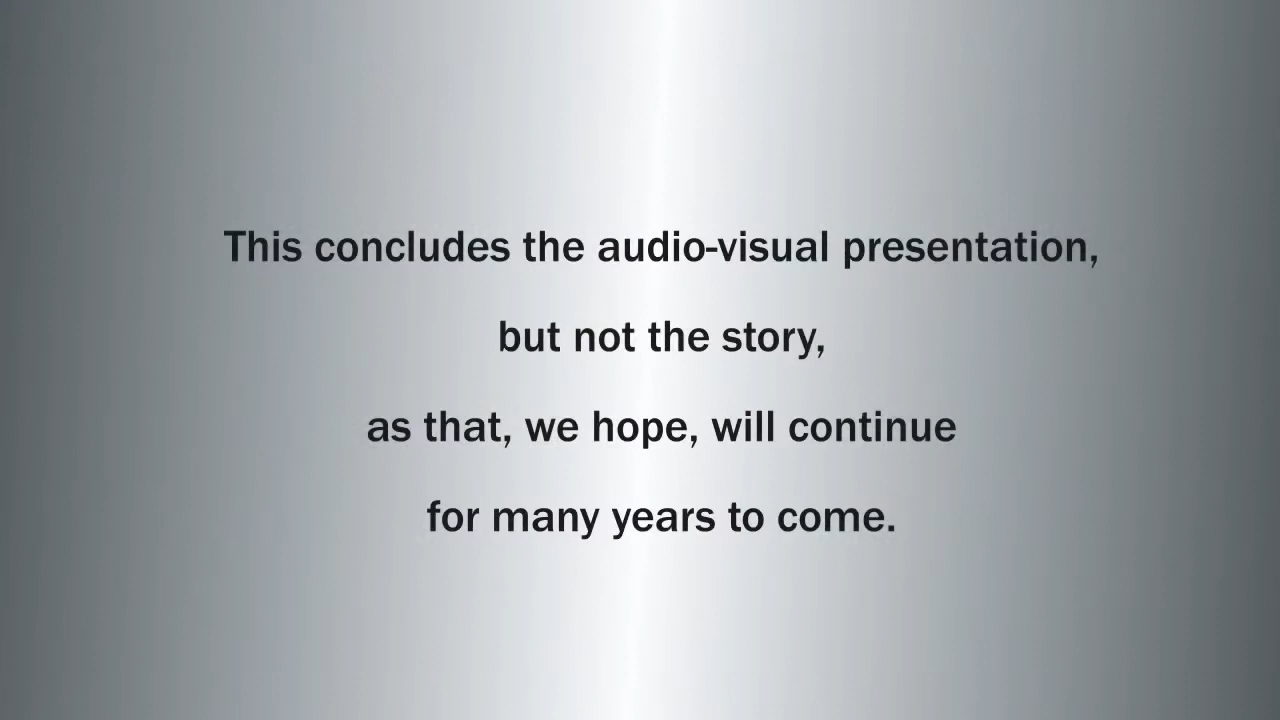 This concludes the audio-visual presentation,
but not the story,
as that, we hope, will continue
for many years to come.